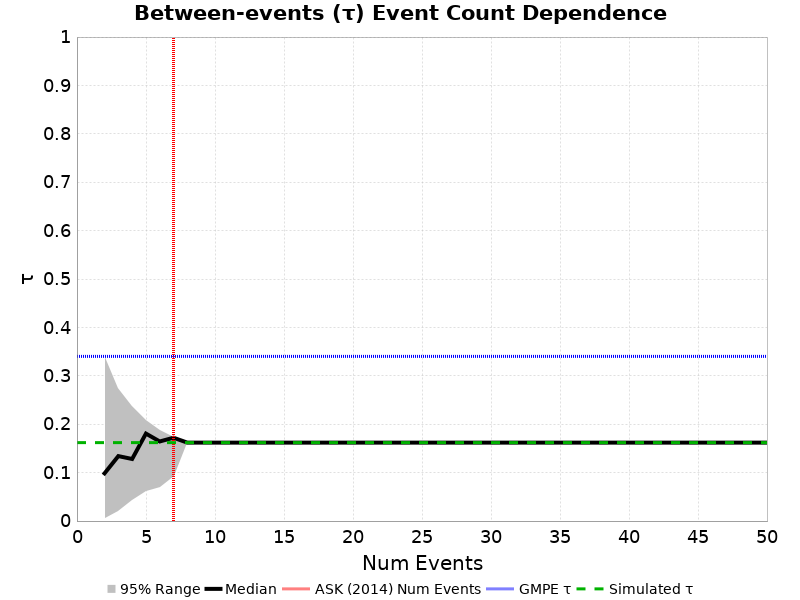 Between-events (τ) Event Count Dependence
1
0.9
0.8
0.7
0.6
0.5
0.4
0.3
0.2
0.1
0
τ
0 5 10 15 20 25 30 35 40 45 50
Num Events
95% Range Median ASK (2014) Num Events GMPE τ Simulated τ